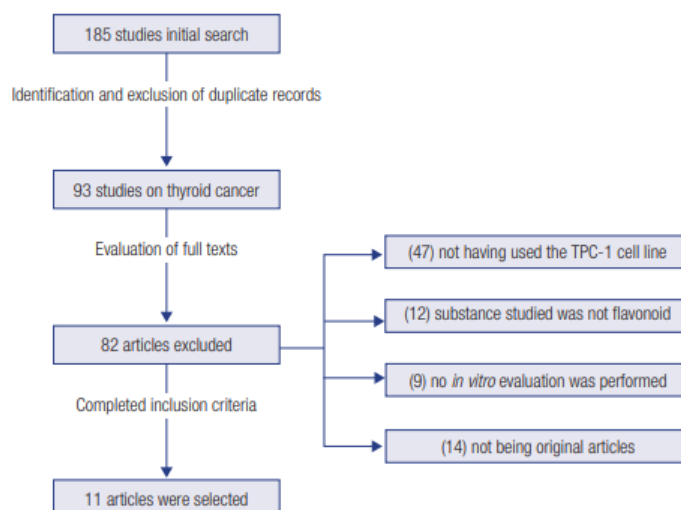 185 studies initial search
Identification and exclusion of duplicate records
93 studies on thyroid cancer
Evaluation of full texts
(47) not having used the TPC-1 cell line
(12) substance studied was not flavonoid
82 articles excluded
(9) no in vitro evaluation was performed
Completed inclusion criteria
(14) not being original articles
11 articles were selected